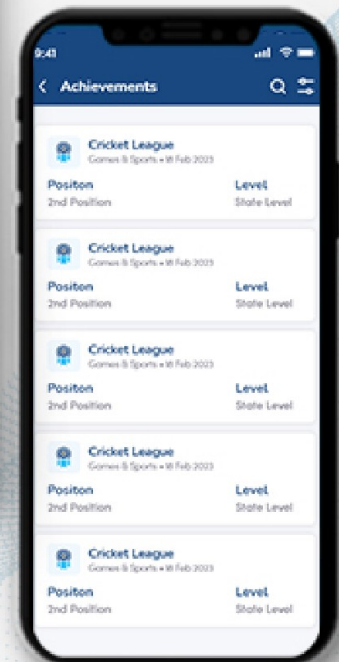 9:41
Achievements
Cricket League
Games & Sports • 18 Feb 2023
Positon Level
2nd Position State Level
Cricket League
Games & Sports • 18 Feb 2023
Positon Level
2nd Position State Level
Cricket League
Games & Sports • 18 Feb 2023
Positon Level
2nd Position State Level
Cricket League
Games & Sports • 18 Feb 2023
Positon Level
2nd Position State Level
Cricket League
Games & Sports • 18 Feb 2023
Positon Level
2nd Position State Level